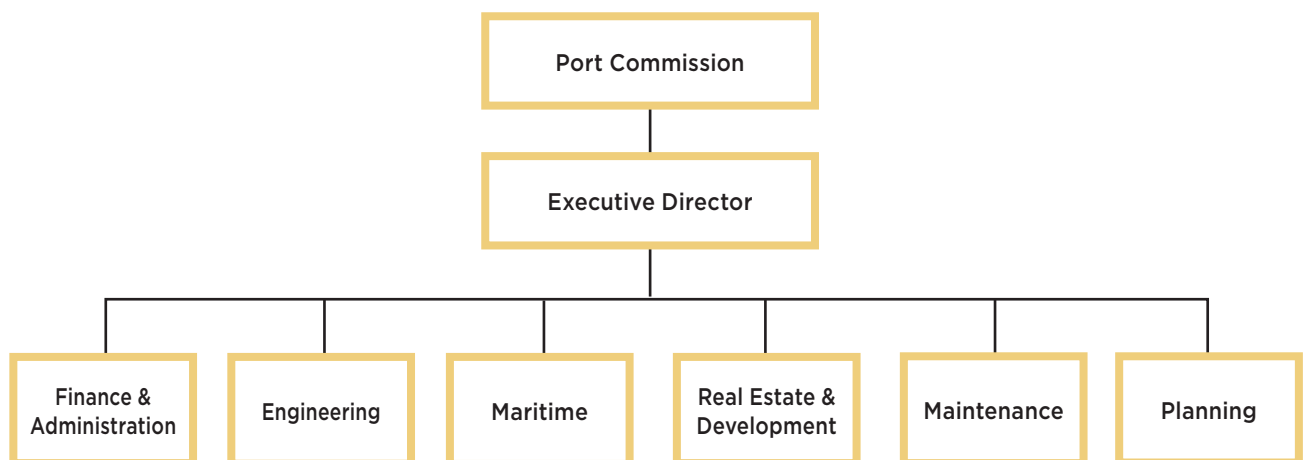 Port Commission
Executive Director
Finance &
Administration
Engineering
Maritime
Real Estate &
Development
Maintenance
Planning